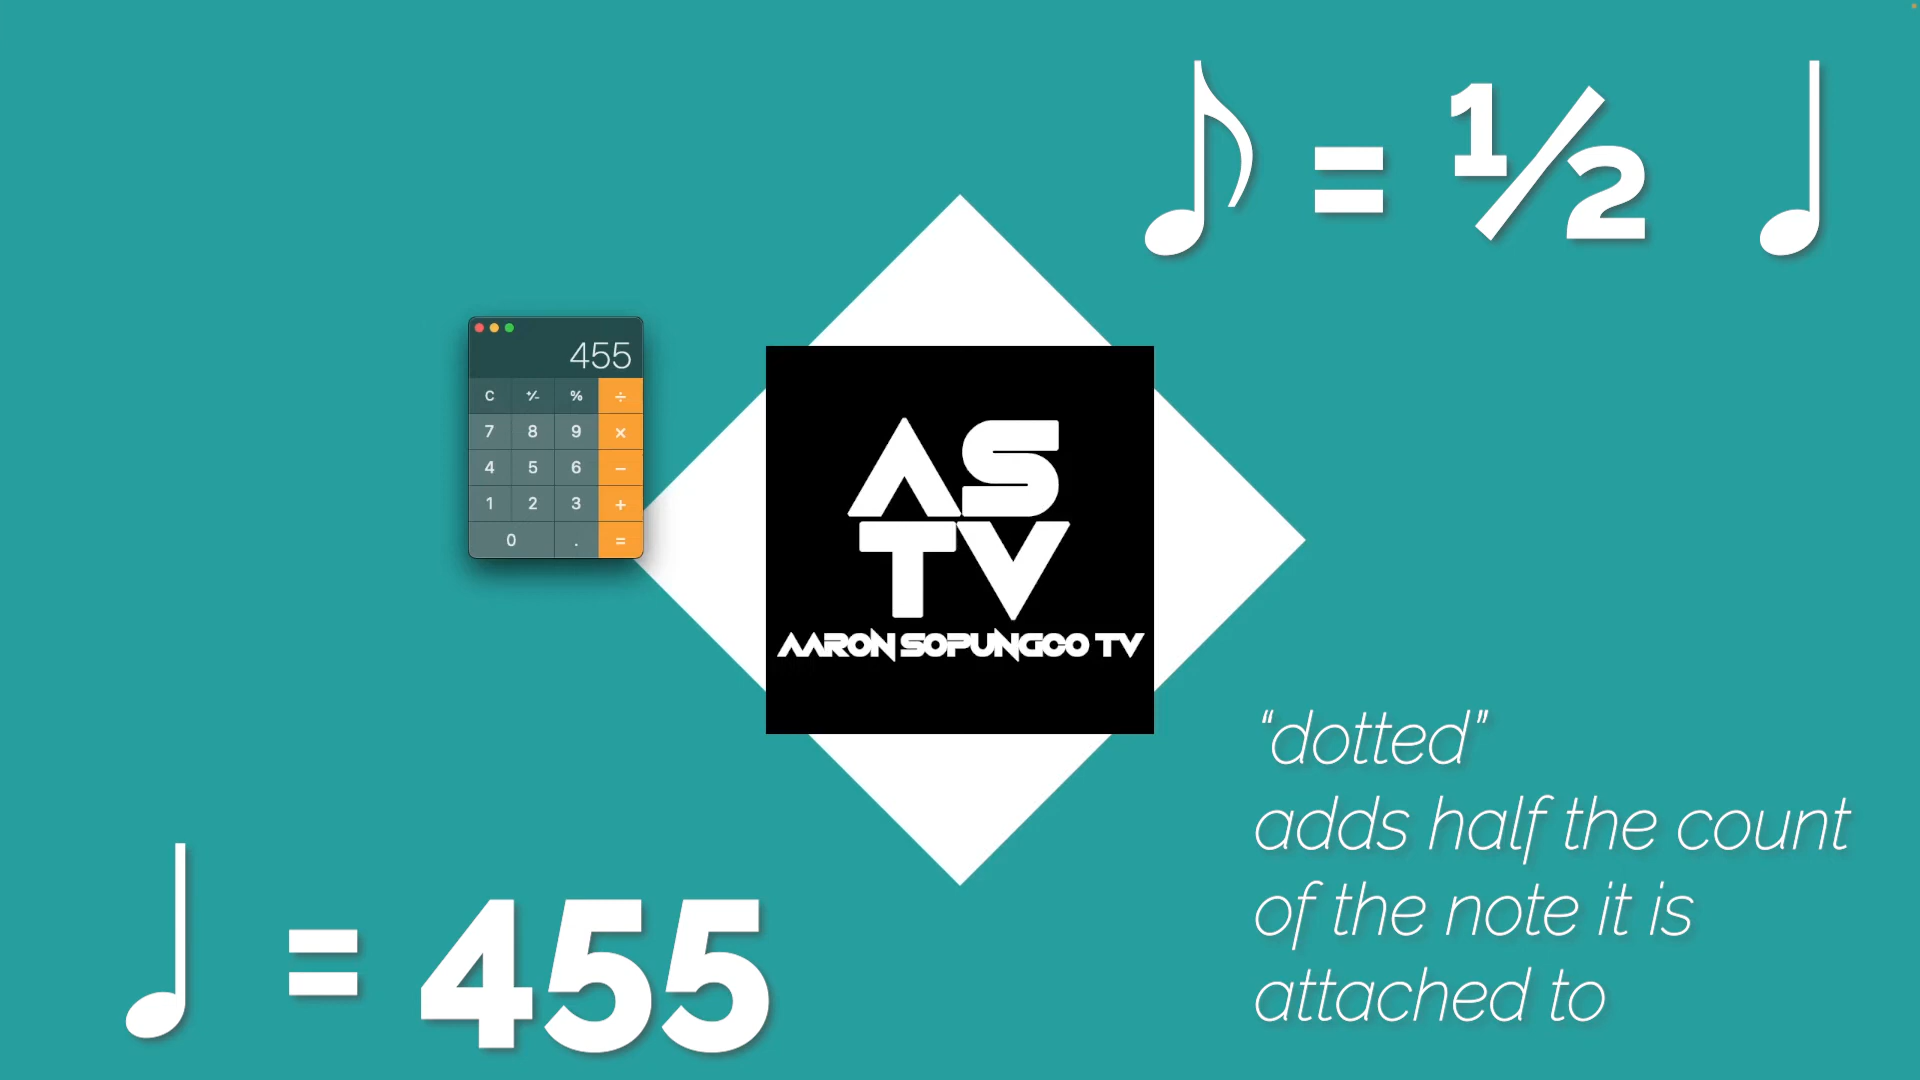 ♪ = ½ ♩
455
C +/- % ÷
7 8 9 ×
4 5 6 −
1 2 3 +
0 . =
AS
TV
AARON SOPUNGCO TV
“dotted”
adds half the count
of the note it is
attached to
♩ = 455